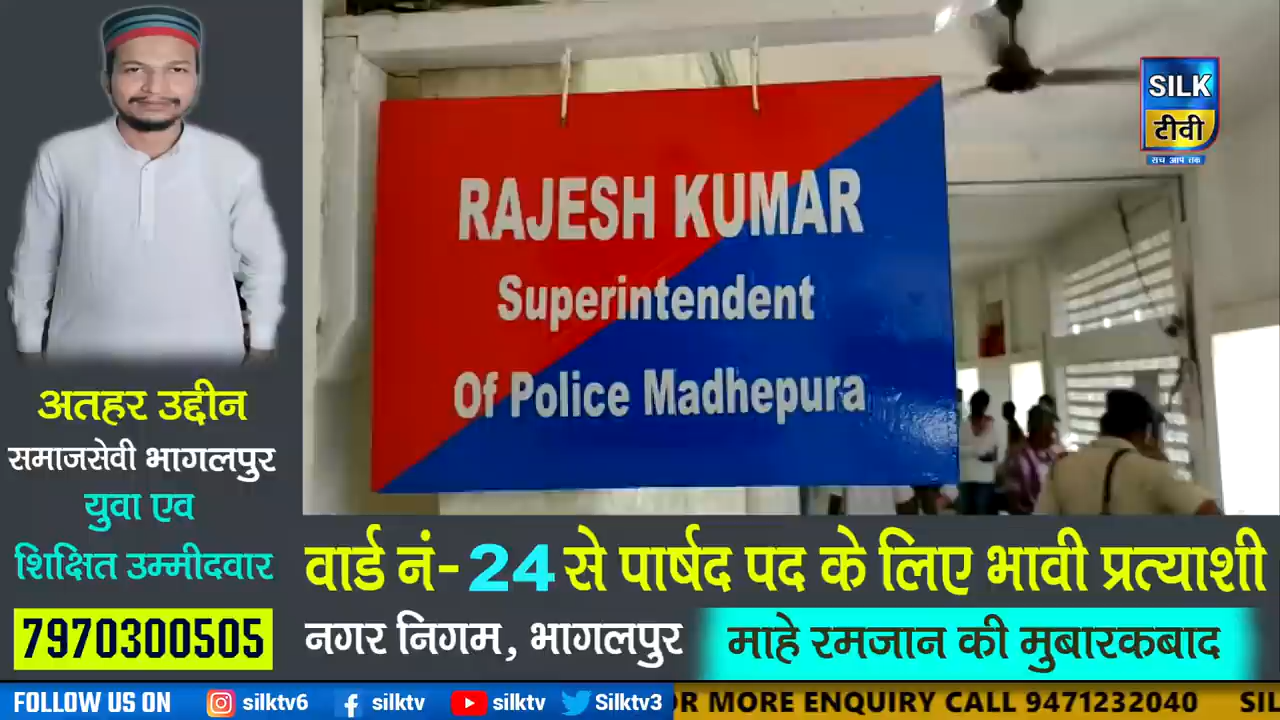 SILK
टीवी
सच आप तक
RAJESH KUMAR
Superintendent
Of Police Madhepura
अतहर उद्दीन
समाजसेवी भागलपुर
युवा एव
शिक्षित उम्मीदवार
7970300505
वार्ड नं- 24 से पार्षद पद के लिए भावी प्रत्याशी
नगर निगम, भागलपुर
माहे रमजान की मुबारकबाद
FOLLOW US ON silktv6 silktv silktv Silktv3 OR MORE ENQUIRY CALL 9471232040 SIL